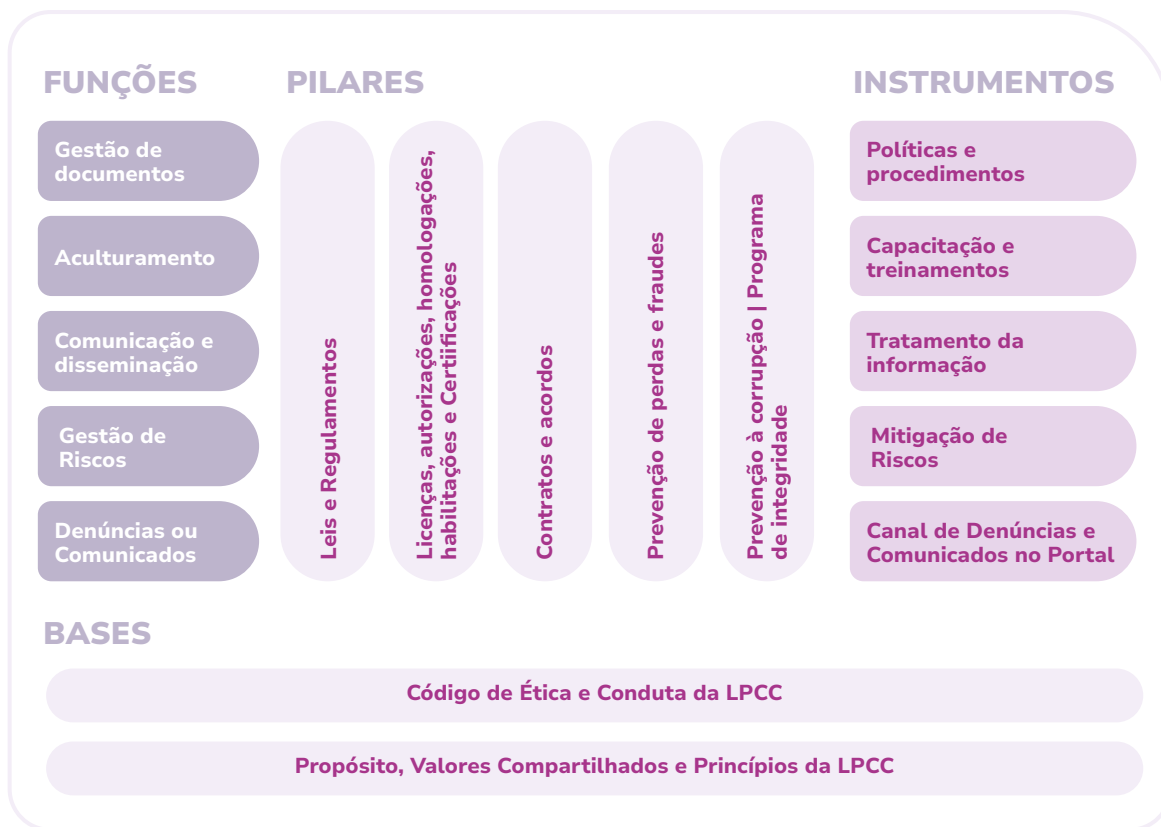 FUNÇÕES
Gestão de
documentos
Aculturamento
Comunicação e
disseminação
Gestão de
Riscos
Denúncias ou
Comunicados
PILARES
Leis e Regulamentos
Licenças, autorizações, homologações,
habilitações e Certiificações
Contratos e acordos
Prevenção de perdas e fraudes
Prevenção à corrupção | Programa
de integridade
INSTRUMENTOS
Políticas e
procedimentos
Capacitação e
treinamentos
Tratamento da
informação
Mitigação de
Riscos
Canal de Denúncias e
Comunicados no Portal
BASES
Código de Ética e Conduta da LPCC
Propósito, Valores Compartilhados e Princípios da LPCC